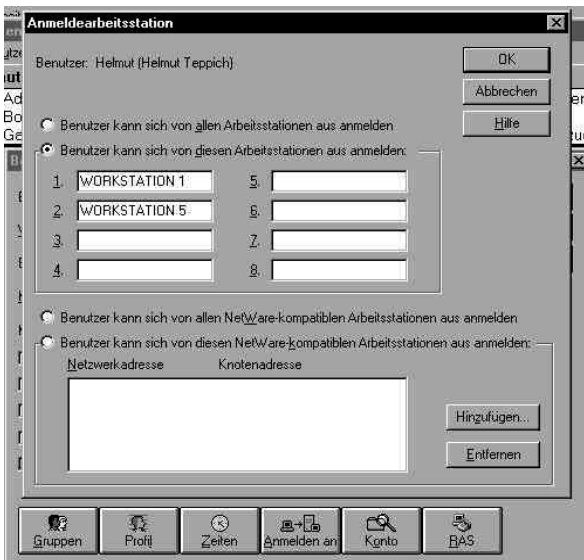 Anmeldearbeitsstation
Benutzer: Helmut (Helmut Teppich)
OK
Abbrechen
Hilfe
Benutzer kann sich von allen Arbeitsstationen aus anmelden
Benutzer kann sich von diesen Arbeitsstationen aus anmelden:
1. WORKSTATION 1 5.
2. WORKSTATION 5 6.
3. 7.
4. 8.
Benutzer kann sich von allen NetWare-kompatiblen Arbeitsstationen aus anmelden
Benutzer kann sich von diesen NetWare-kompatiblen Arbeitsstationen aus anmelden:
Netzwerkadresse Knotenadresse
Hinzufügen...
Entfernen
Gruppen Profil Zeiten Anmelden an Konto RAS